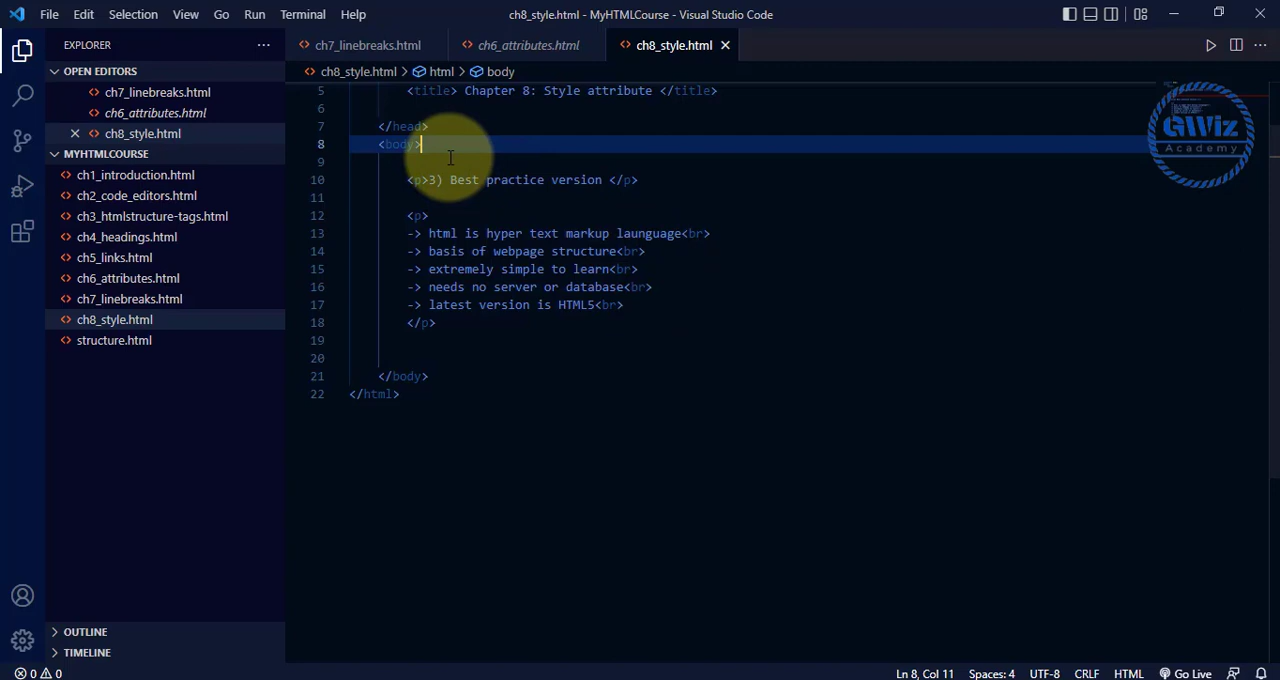 File Edit Selection View Go Run Terminal Help
ch8_style.html - MyHTMLCourse - Visual Studio Code
EXPLORER
OPEN EDITORS
ch7_linebreaks.html
ch6_attributes.html
ch8_style.html
MYHTMLCOURSE
ch1_introduction.html
ch2_code_editors.html
ch3_htmlstructure-tags.html
ch4_headings.html
ch5_links.html
ch6_attributes.html
ch7_linebreaks.html
ch8_style.html
structure.html
OUTLINE
TIMELINE
ch7_linebreaks.html ch6_attributes.html ch8_style.html
ch8_style.html > html > body
5 <title> Chapter 8: Style attribute </title>
6
7 </head>
8 <body>
9
10 <p>3) Best practice version </p>
11
12 <p>
13 -> html is hyper text markup launguage<br>
14 -> basis of webpage structure<br>
15 -> extremely simple to learn<br>
16 -> needs no server or database<br>
17 -> latest version is HTML5<br>
18 </p>
19
20
21 </body>
22 </html>
GWiz
Academy
0 0 Ln 8, Col 11 Spaces: 4 UTF-8 CRLF HTML Go Live